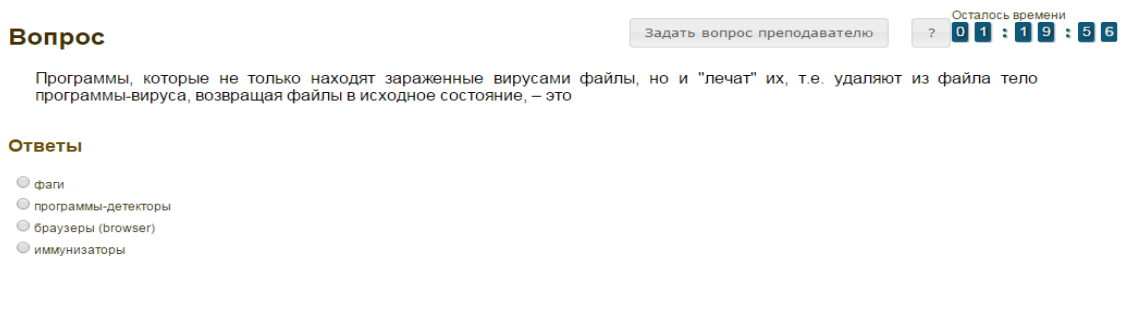 Осталось времени
Вопрос
Задать вопрос преподавателю
?
01:19:56
Программы, которые не только находят зараженные вирусами файлы, но и "лечат" их, т.е. удаляют из файла тело
программы-вируса, возвращая файлы в исходное состояние, – это
Ответы
фаги
программы-детекторы
браузеры (browser)
иммунизаторы